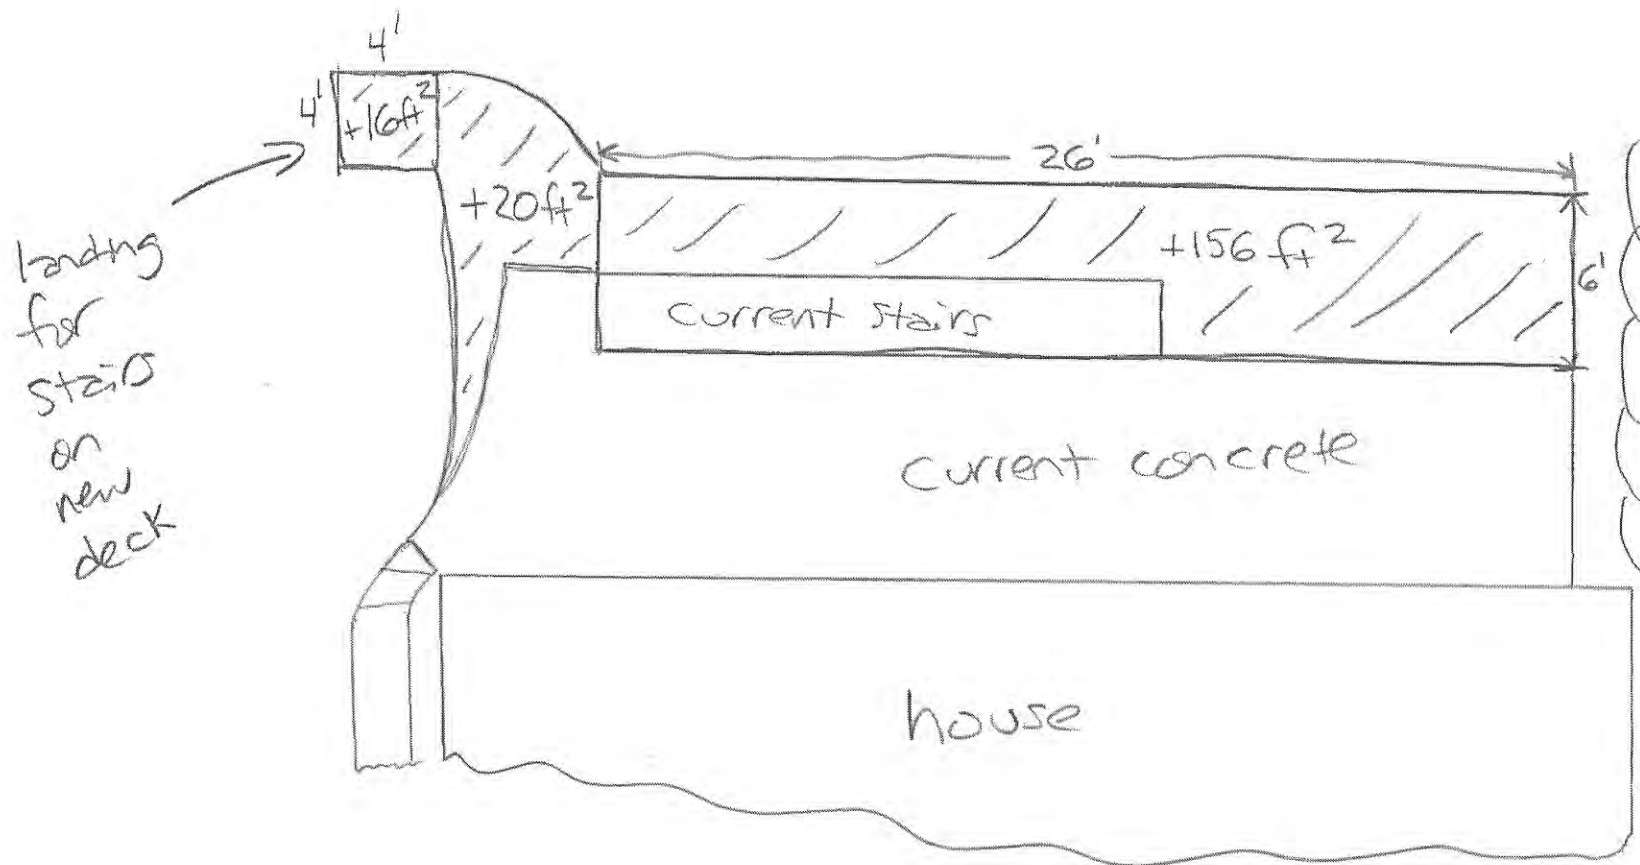 4'
4'
+16ft²
26'
+20ft²
+156 ft²
6'
landing
for
stairs
on
new
deck
current stairs
current concrete
house